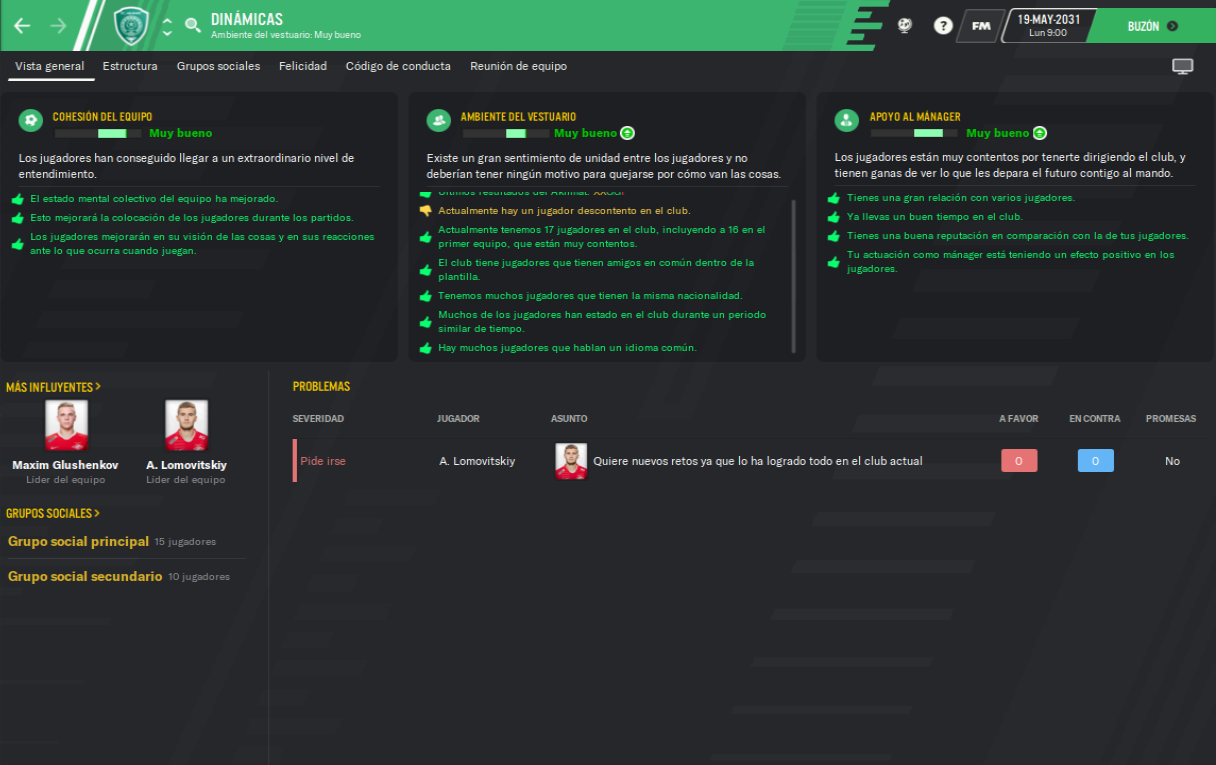 DINÁMICAS
Ambiente del vestuario: Muy bueno
?
FM
19-MAY-2031
Lun 9:00
BUZÓN
Vista general
Estructura
Grupos sociales
Felicidad
Código de conducta
Reunión de equipo
COHESIÓN DEL EQUIPO
Muy bueno
Los jugadores han conseguido llegar a un extraordinario nivel de
entendimiento.
El estado mental colectivo del equipo ha mejorado.
Esto mejorará la colocación de los jugadores durante los partidos.
Los jugadores mejorarán en su visión de las cosas y en sus reacciones
ante lo que ocurra cuando juegan.
AMBIENTE DEL VESTUARIO
Muy bueno
Existe un gran sentimiento de unidad entre los jugadores y no
deberían tener ningún motivo para quejarse por cómo van las cosas.
Últimos resultados del Akhmat:
Actualmente hay un jugador descontento en el club.
Actualmente tenemos 17 jugadores en el club, incluyendo a 16 en el
primer equipo, que están muy contentos.
El club tiene jugadores que tienen amigos en común dentro de la
plantilla.
Tenemos muchos jugadores que tienen la misma nacionalidad.
Muchos de los jugadores han estado en el club durante un periodo
similar de tiempo.
Hay muchos jugadores que hablan un idioma común.
APOYO AL MÁNAGER
Muy bueno
Los jugadores están muy contentos por tenerte dirigiendo el club, y
tienen ganas de ver lo que les depara el futuro contigo al mando.
Tienes una gran relación con varios jugadores.
Ya llevas un buen tiempo en el club.
Tienes una buena reputación en comparación con la de tus jugadores.
Tu actuación como mánager está teniendo un efecto positivo en los
jugadores.
MÁS INFLUYENTES >
Maxim Glushenkov
Líder del equipo
A. Lomovitskiy
Líder del equipo
GRUPOS SOCIALES >
Grupo social principal 15 jugadores
Grupo social secundario 10 jugadores
PROBLEMAS
SEVERIDAD JUGADOR ASUNTO A FAVOR EN CONTRA PROMESAS
Pide irse A. Lomovitskiy Quiere nuevos retos ya que lo ha logrado todo en el club actual 0 0 No